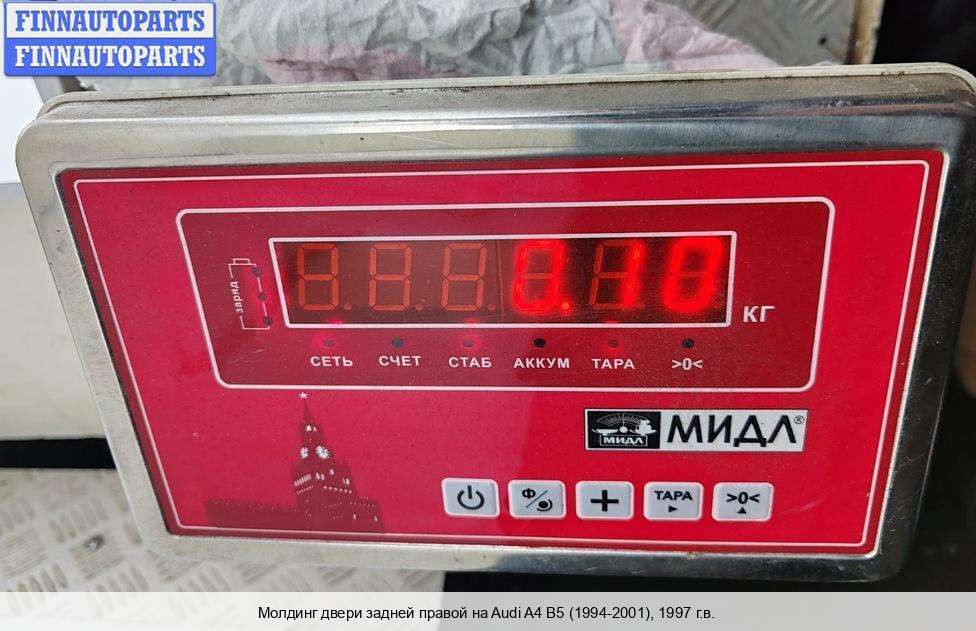 FINNAUTOPARTS
FINNAUTOPARTS
заряд
0.10
КГ
СЕТЬ СЧЕТ СТАБ АККУМ ТАРА >0<
МИДЛ МИДЛ®
Ф/ + ТАРА >0<
Молдинг двери задней правой на Audi A4 B5 (1994-2001), 1997 г.в.